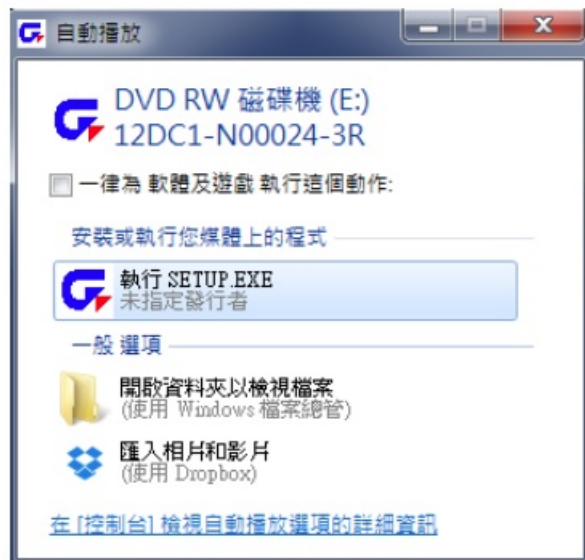 自動播放
DVD RW 磁碟機 (E:)
12DC1-N00024-3R
一律為 軟體及遊戲 執行這個動作:
安裝或執行您媒體上的程式
執行 SETUP.EXE
未指定發行者
一般 選項
開啟資料夾以檢視檔案
(使用 Windows 檔案總管)
匯入相片和影片
(使用 Dropbox)
在 [控制台] 檢視自動播放選項的詳細資訊